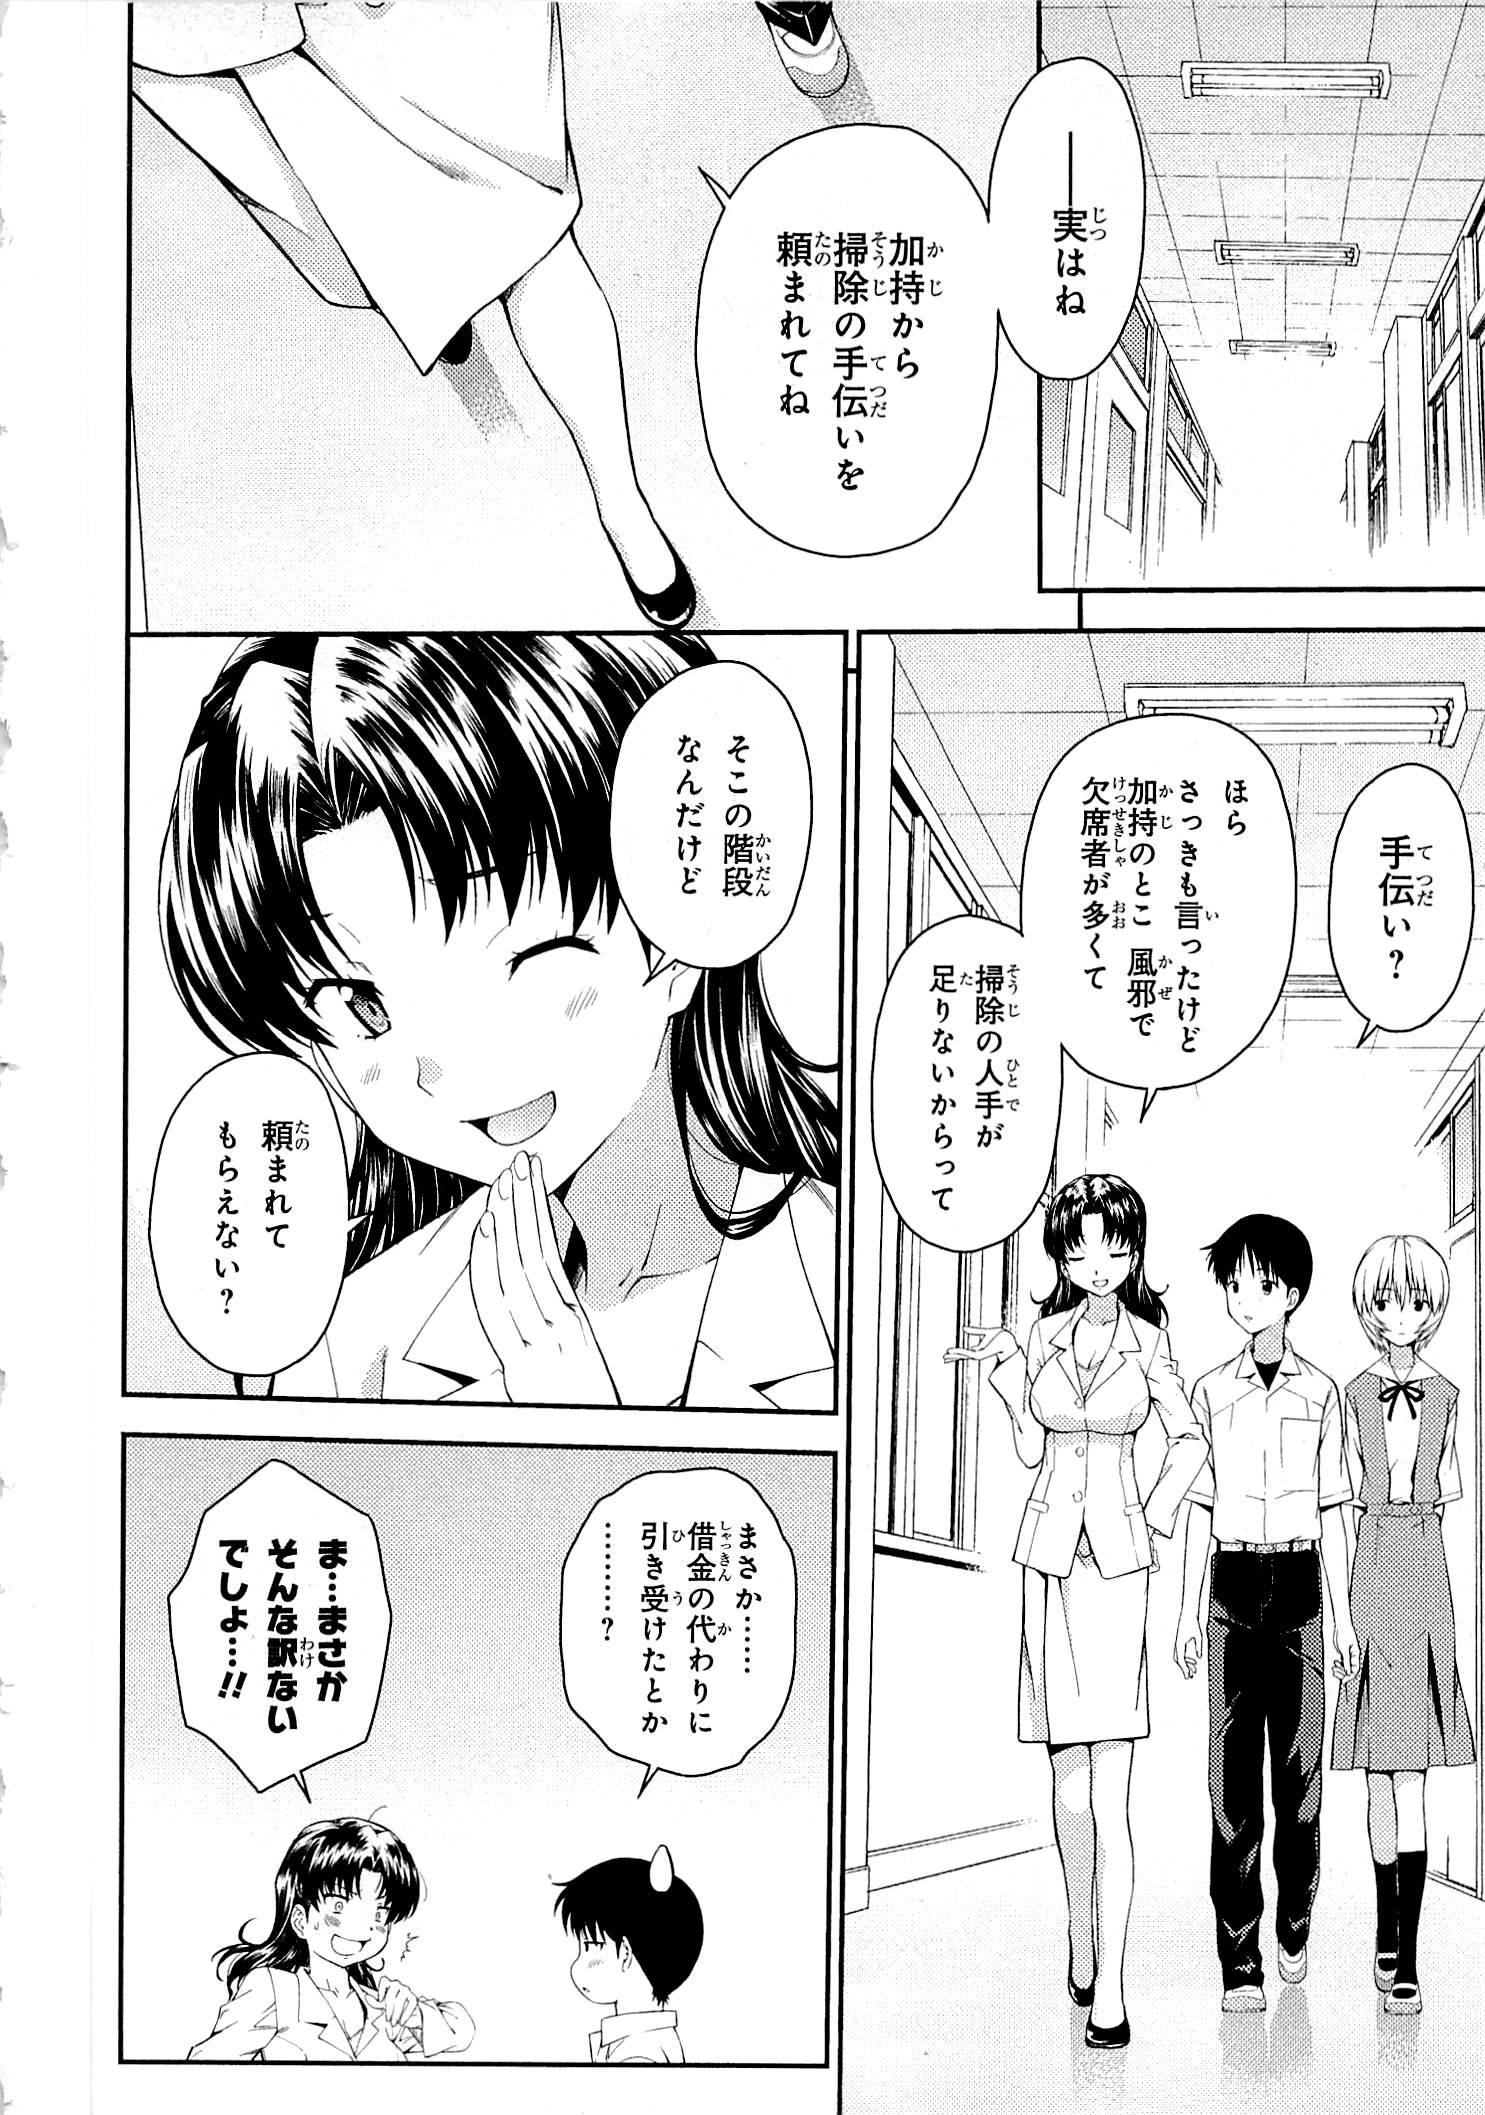 ――実はね
加持から
掃除の手伝いを
頼まれてね
手伝い？
ほら
さっきも言ったけど
加持のとこ 風邪で
欠席者が多くて
掃除の人手が
足りないからって
そこの階段
なんだけど
頼まれて
もらえない？
まさか……
借金の代わりに
引き受けたとか
………？
ま…まさか
そんな訳ない
でしょ…!!